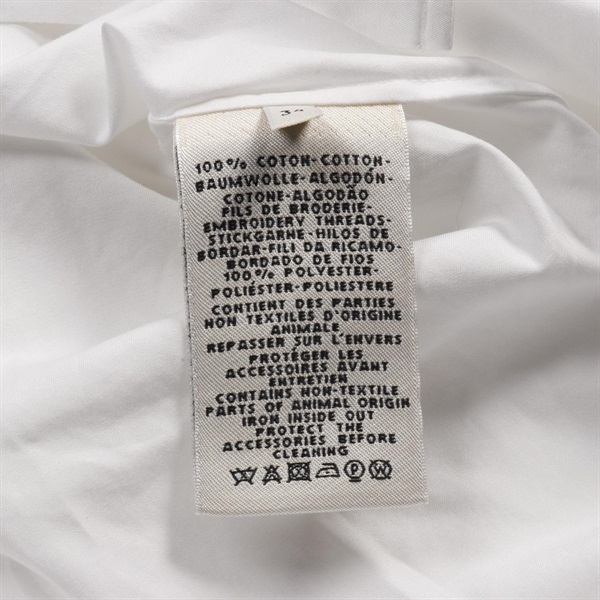 100% COTON-COTTON-
BAUMWOLLE-ALGODÓN-
COTONE-ALGODÃO
FILS DE BRODERIE-
EMBROIDERY THREADS-
STICKGARNE-HILOS DE
BORDAR-FILI DA RICAMO-
BORDADO DE FIOS
100% POLYESTER-
POLIÉSTER-POLIESTERE
CONTIENT DES PARTIES
NON TEXTILES D'ORIGINE
ANIMALE
REPASSER SUR L'ENVERS
PROTÉGER LES
ACCESSOIRES AVANT
ENTRETIEN
CONTAINS NON-TEXTILE
PARTS OF ANIMAL ORIGIN
IRON INSIDE OUT
PROTECT THE
ACCESSORIES BEFORE
CLEANING
P W